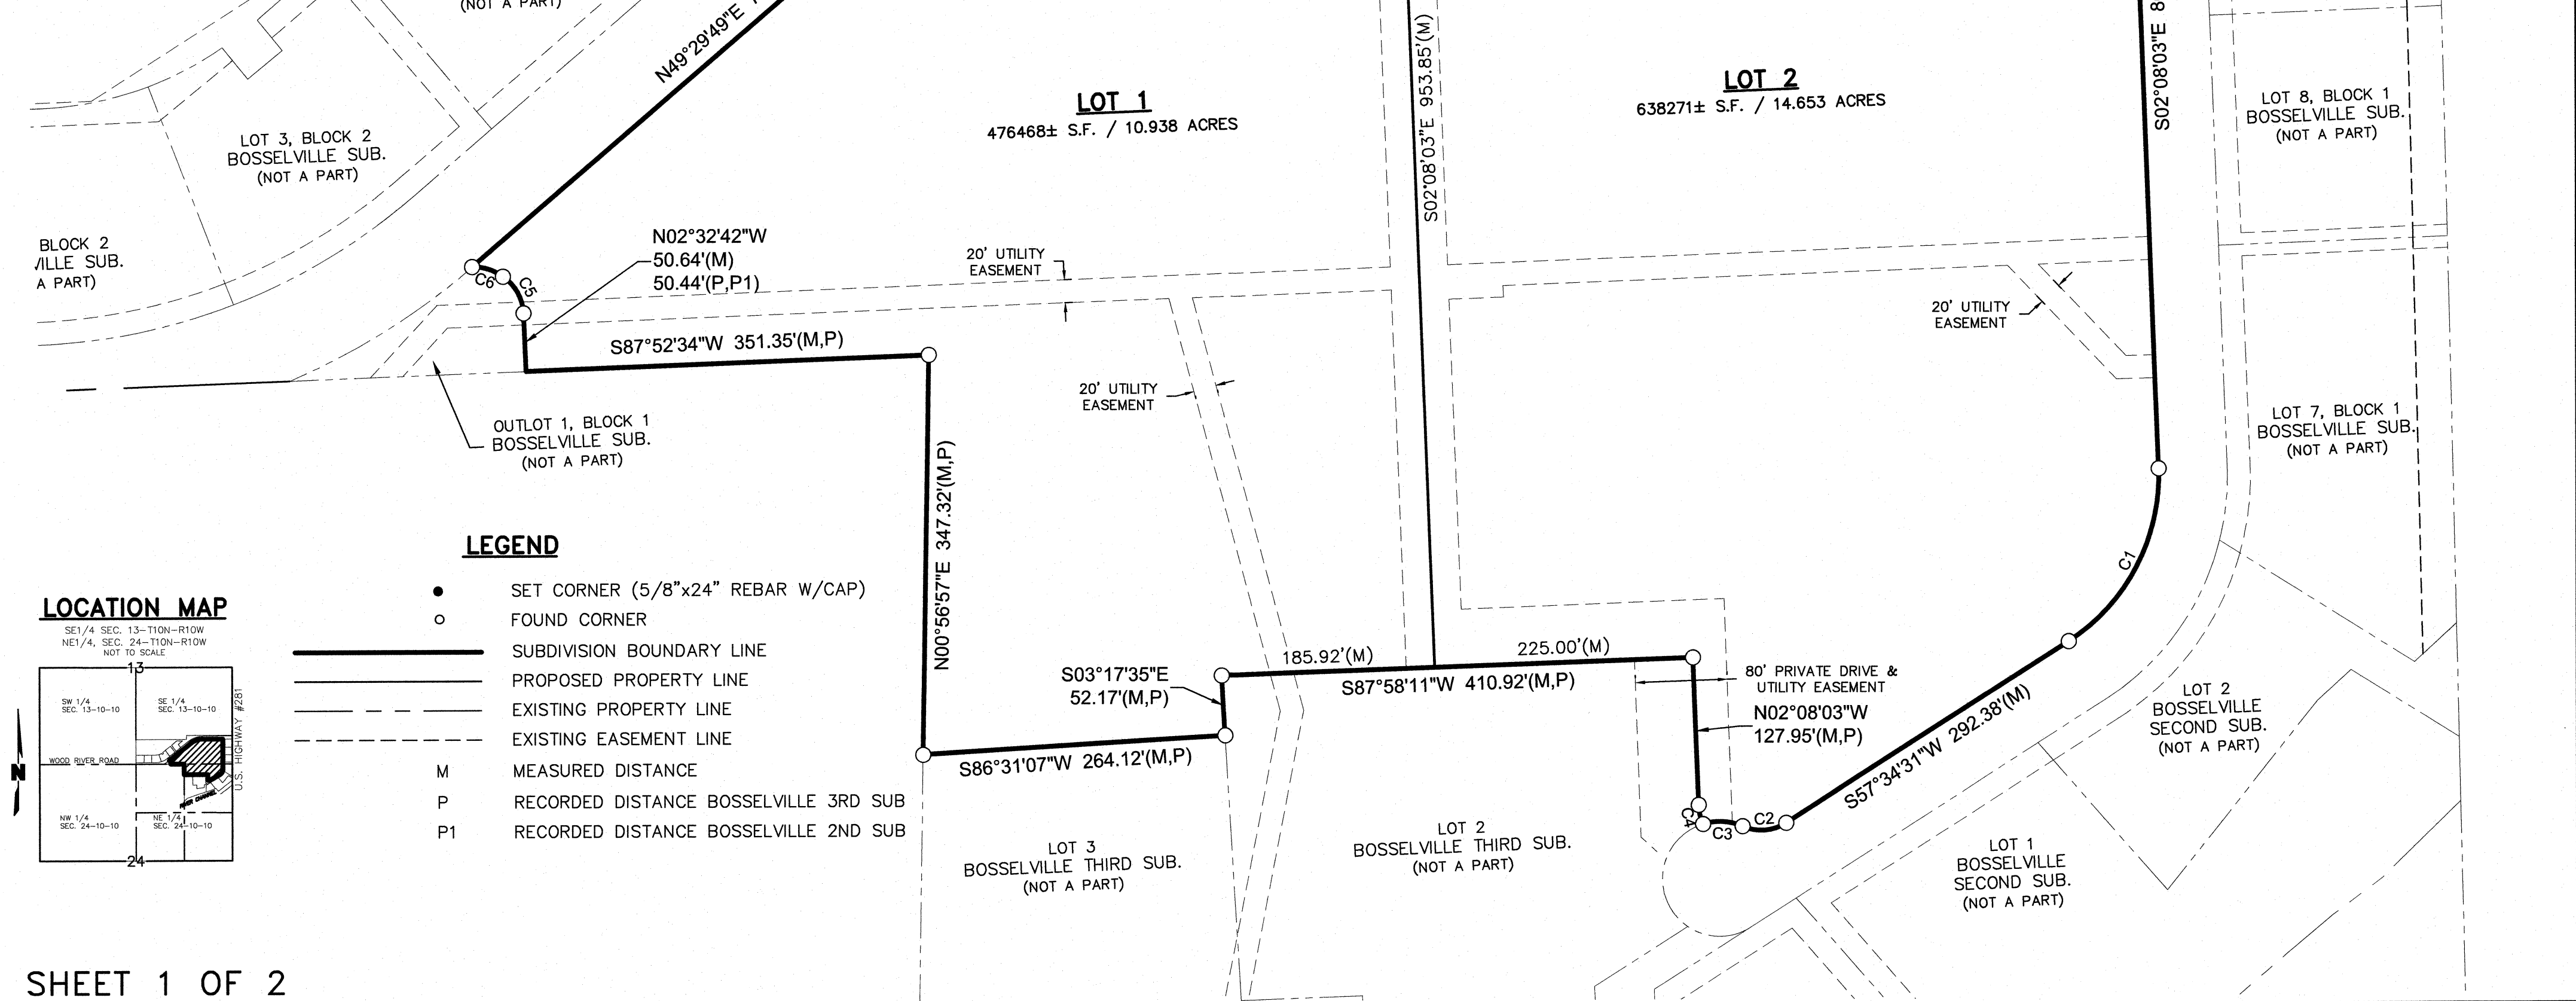 (NOT A PART)
N49°29'49"E
LOT 1
476468± S.F. / 10.938 ACRES
S02°08'03"E 953.85'(M)
LOT 2
638271± S.F. / 14.653 ACRES
S02°08'03"E 8
LOT 8, BLOCK 1
BOSSELVILLE SUB.
(NOT A PART)
LOT 3, BLOCK 2
BOSSELVILLE SUB.
(NOT A PART)
BLOCK 2
VILLE SUB.
A PART)
N02°32'42"W
50.64'(M)
50.44'(P,P1)
C6
C5
20' UTILITY
EASEMENT
20' UTILITY
EASEMENT
S87°52'34"W 351.35'(M,P)
20' UTILITY
EASEMENT
OUTLOT 1, BLOCK 1
BOSSELVILLE SUB.
(NOT A PART)
LOT 7, BLOCK 1
BOSSELVILLE SUB.
(NOT A PART)
N00°56'57"E 347.32'(M,P)
C1
LEGEND
SET CORNER (5/8"x24" REBAR W/CAP)
FOUND CORNER
SUBDIVISION BOUNDARY LINE
PROPOSED PROPERTY LINE
EXISTING PROPERTY LINE
EXISTING EASEMENT LINE
M MEASURED DISTANCE
P RECORDED DISTANCE BOSSELVILLE 3RD SUB
P1 RECORDED DISTANCE BOSSELVILLE 2ND SUB
LOCATION MAP
SE1/4 SEC. 13-T10N-R10W
NE1/4, SEC. 24-T10N-R10W
NOT TO SCALE
13
SW 1/4
SEC. 13-10-10
SE 1/4
SEC. 13-10-10
U.S. HIGHWAY #281
WOOD RIVER ROAD
N
RIVER CHANNEL
NW 1/4
SEC. 24-10-10
NE 1/4
SEC. 24-10-10
24
S03°17'35"E
52.17'(M,P)
185.92'(M)
225.00'(M)
S87°58'11"W 410.92'(M,P)
80' PRIVATE DRIVE &
UTILITY EASEMENT
N02°08'03"W
127.95'(M,P)
S86°31'07"W 264.12'(M,P)
S57°34'31"W 292.38'(M)
C4
C3
C2
LOT 2
BOSSELVILLE
SECOND SUB.
(NOT A PART)
LOT 3
BOSSELVILLE THIRD SUB.
(NOT A PART)
LOT 2
BOSSELVILLE THIRD SUB.
(NOT A PART)
LOT 1
BOSSELVILLE
SECOND SUB.
(NOT A PART)
SHEET 1 OF 2